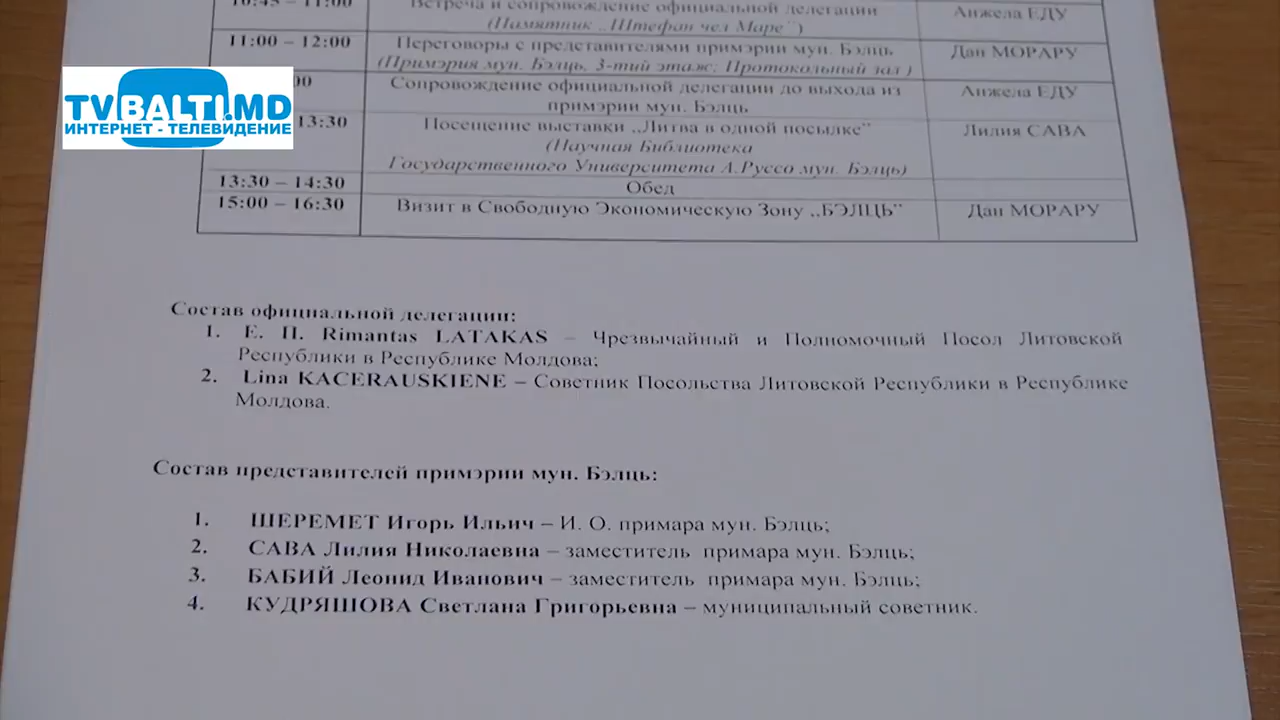 10:45 – 11:00 Встреча и сопровождение официальной делегации Анжела ЕДУ
(Памятник „Штефан чел Маре")
11:00 – 12:00 Переговоры с представителями примэрии мун. Бэлць Дан МОРАРУ
(Примэрия мун. Бэлць, 3-тий этаж; Протокольный зал )
00 Сопровождение официальной делегации до выхода из Анжела ЕДУ
примэрии мун. Бэлць
13:30 Посещение выставки „Литва в одной посылке" Лилия САВА
(Научная Библиотека
Государственного Университета А.Руссо мун. Бэлць)
13:30 – 14:30 Обед
15:00 – 16:30 Визит в Свободную Экономическую Зону „БЭЛЦЬ" Дан МОРАРУ
TVBALTI.MD
ИНТЕРНЕТ - ТЕЛЕВИДЕНИЕ
Состав официальной делегации:
1. Е. П. Rimantas LATAKAS – Чрезвычайный и Полномочный Посол Литовской
Республики в Республике Молдова;
2. Lina KACERAUSKIENE – Советник Посольства Литовской Республики в Республике
Молдова.
Состав представителей примэрии мун. Бэлць:
1. ШЕРЕМЕТ Игорь Ильич – И. О. примара мун. Бэлць;
2. САВА Лилия Николаевна – заместитель примара мун. Бэлць;
3. БАБИЙ Леонид Иванович – заместитель примара мун. Бэлць;
4. КУДРЯШОВА Светлана Григорьевна – муниципальный советник.